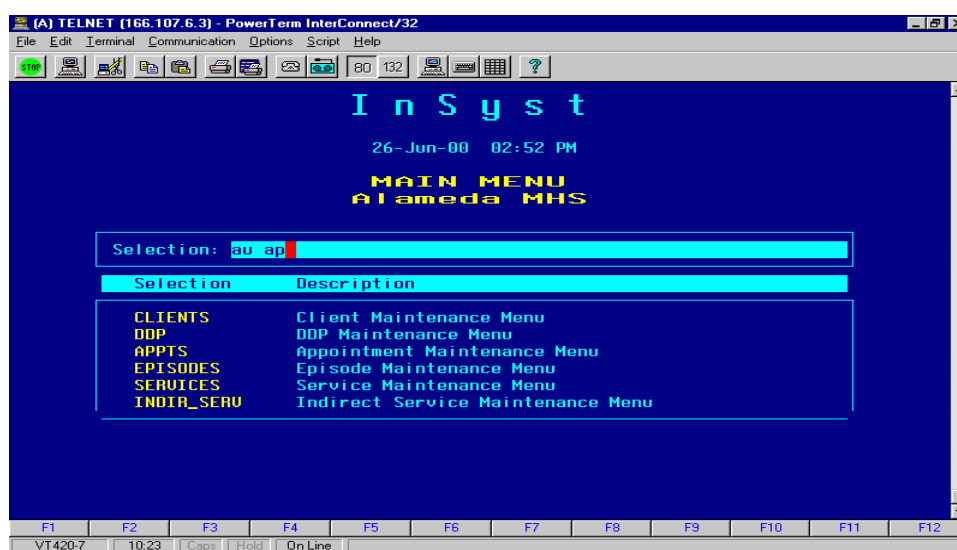 (A) TELNET (166.107.6.3) - PowerTerm InterConnect/32
File Edit Terminal Communication Options Script Help
STOP 80 132 ?
I n S y s t
26-Jun-00 02:52 PM
MAIN MENU
Alameda MHS
Selection: au ap
Selection Description
CLIENTS Client Maintenance Menu
DDP DDP Maintenance Menu
APPTS Appointment Maintenance Menu
EPISODES Episode Maintenance Menu
SERVICES Service Maintenance Menu
INDIR_SERV Indirect Service Maintenance Menu
F1 F2 F3 F4 F5 F6 F7 F8 F9 F10 F11 F12
VT420-7 10:23 Caps Hold On Line